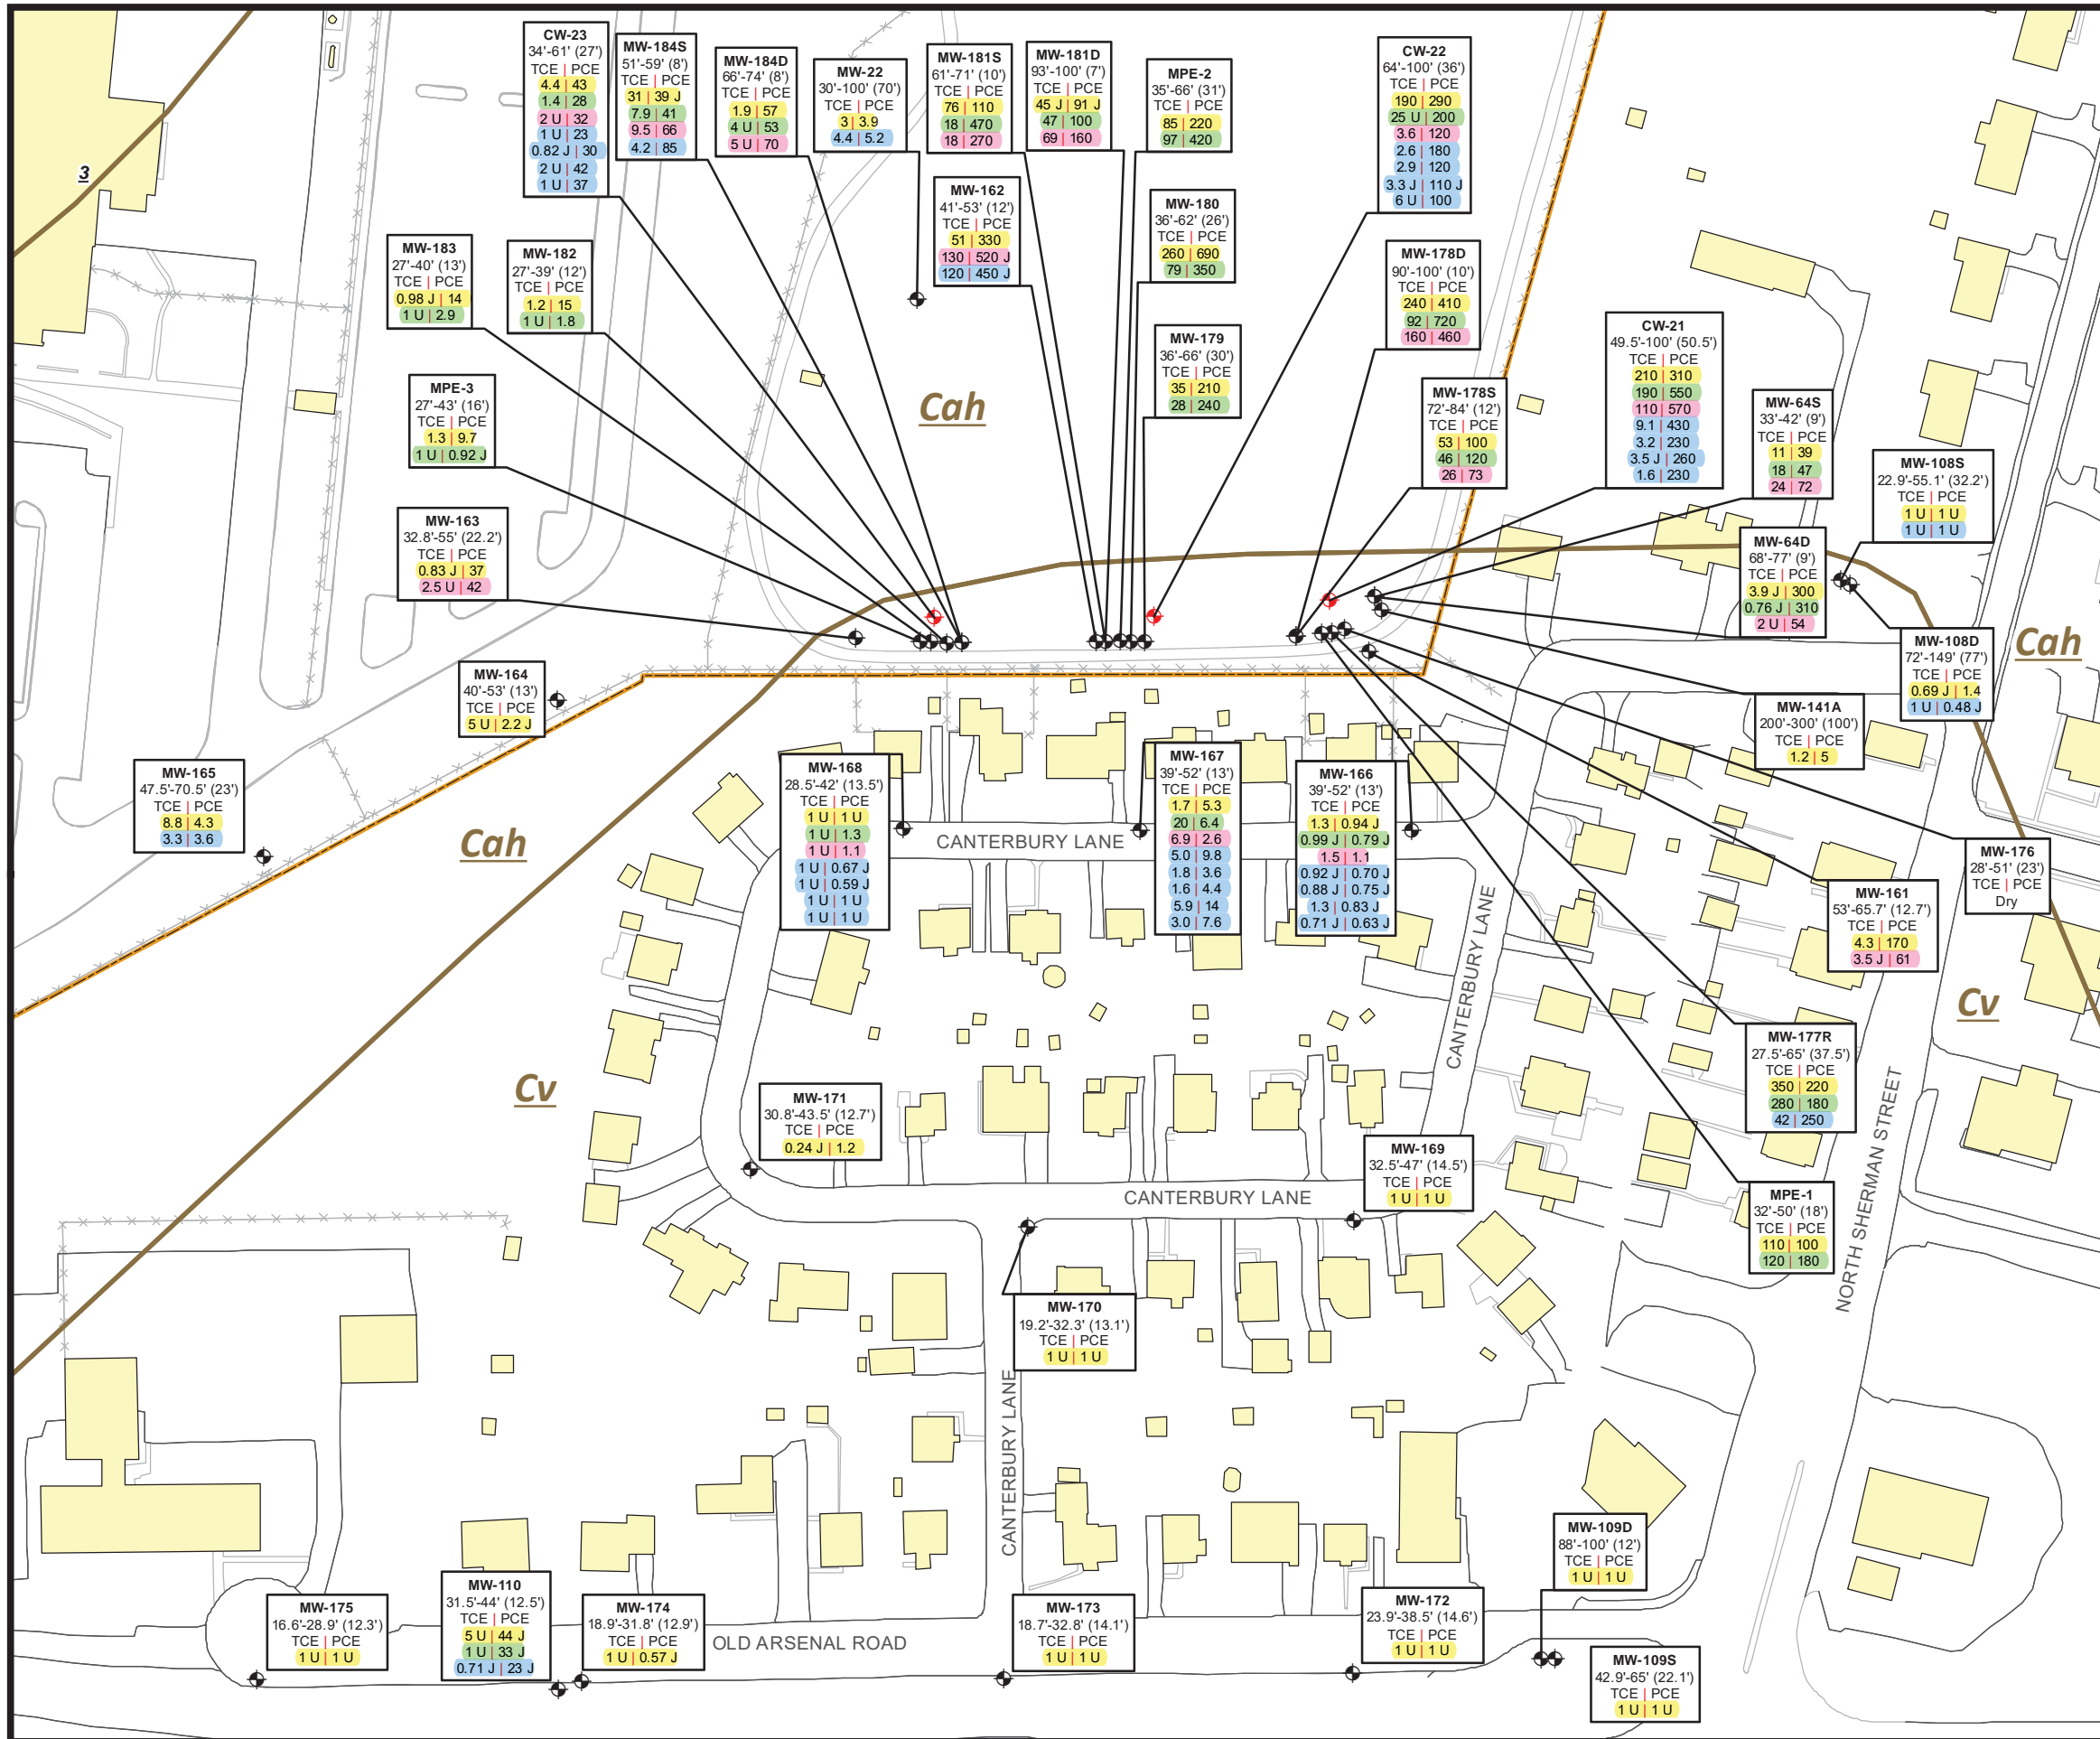 CW-23
34'-61' (27')
TCE | PCE
4.4 | 43
1.4 | 28
2 U | 32
1 U | 23
0.82 J | 30
2 U | 42
1 U | 37
MW-184S
51'-59' (8')
TCE | PCE
31 | 39 J
7.9 | 41
9.5 | 66
4.2 | 85
MW-184D
66'-74' (8')
TCE | PCE
1.9 | 57
4 U | 53
5 U | 70
MW-22
30'-100' (70')
TCE | PCE
3 | 3.9
4.4 | 5.2
MW-181S
61'-71' (10')
TCE | PCE
76 | 110
18 | 470
18 | 270
MW-181D
93'-100' (7')
TCE | PCE
45 J | 91 J
47 | 100
69 | 160
MPE-2
35'-66' (31')
TCE | PCE
85 | 220
97 | 420
CW-22
64'-100' (36')
TCE | PCE
190 | 290
25 U | 200
3.6 | 120
2.6 | 180
2.9 | 120
3.3 J | 110 J
6 U | 100
3
MW-162
41'-53' (12')
TCE | PCE
51 | 330
130 | 520 J
120 | 450 J
MW-180
36'-62' (26')
TCE | PCE
260 | 690
79 | 350
MW-183
27'-40' (13')
TCE | PCE
0.98 J | 14
1 U | 2.9
MW-182
27'-39' (12')
TCE | PCE
1.2 | 15
1 U | 1.8
MW-178D
90'-100' (10')
TCE | PCE
240 | 410
92 | 720
160 | 460
MW-179
36'-66' (30')
TCE | PCE
35 | 210
28 | 240
CW-21
49.5'-100' (50.5')
TCE | PCE
210 | 310
190 | 550
110 | 570
9.1 | 430
3.2 | 230
3.5 J | 260
1.6 | 230
MPE-3
27'-43' (16')
TCE | PCE
1.3 | 9.7
1 U | 0.92 J
Cah
MW-178S
72'-84' (12')
TCE | PCE
53 | 100
46 | 120
26 | 73
MW-64S
33'-42' (9')
TCE | PCE
11 | 39
18 | 47
24 | 72
MW-108S
22.9'-55.1' (32.2')
TCE | PCE
1 U | 1 U
1 U | 1 U
MW-163
32.8'-55' (22.2')
TCE | PCE
0.83 J | 37
2.5 U | 42
MW-64D
68'-77' (9')
TCE | PCE
3.9 J | 300
0.76 J | 310
2 U | 54
MW-108D
72'-149' (77')
TCE | PCE
0.69 J | 1.4
1 U | 0.48 J
Cah
MW-164
40'-53' (13')
TCE | PCE
5 U | 2.2 J
MW-141A
200'-300' (100')
TCE | PCE
1.2 | 5
MW-165
47.5'-70.5' (23')
TCE | PCE
8.8 | 4.3
3.3 | 3.6
Cah
MW-168
28.5'-42' (13.5')
TCE | PCE
1 U | 1 U
1 U | 1.3
1 U | 1.1
1 U | 0.67 J
1 U | 0.59 J
1 U | 1 U
1 U | 1 U
CANTERBURY LANE
MW-167
39'-52' (13')
TCE | PCE
1.7 | 5.3
20 | 6.4
6.9 | 2.6
5.0 | 9.8
1.8 | 3.6
1.6 | 4.4
5.9 | 14
3.0 | 7.6
MW-166
39'-52' (13')
TCE | PCE
1.3 | 0.94 J
0.99 J | 0.79 J
1.5 | 1.1
0.92 J | 0.70 J
0.88 J | 0.75 J
1.3 | 0.83 J
0.71 J | 0.63 J
CANTERBURY LANE
MW-176
28'-51' (23')
TCE | PCE
Dry
MW-161
53'-65.7' (12.7')
TCE | PCE
4.3 | 170
3.5 J | 61
Cv
MW-177R
27.5'-65' (37.5')
TCE | PCE
350 | 220
280 | 180
42 | 250
Cv
MW-171
30.8'-43.5' (12.7')
TCE | PCE
0.24 J | 1.2
MW-169
32.5'-47' (14.5')
TCE | PCE
1 U | 1 U
CANTERBURY LANE
MPE-1
32'-50' (18')
TCE | PCE
110 | 100
120 | 180
NORTH SHERMAN STREET
MW-170
19.2'-32.3' (13.1')
TCE | PCE
1 U | 1 U
CANTERBURY LANE
MW-109D
88'-100' (12')
TCE | PCE
1 U | 1 U
MW-175
16.6'-28.9' (12.3')
TCE | PCE
1 U | 1 U
MW-110
31.5'-44' (12.5')
TCE | PCE
5 U | 44 J
1 U | 33 J
0.71 J | 23 J
MW-174
18.9'-31.8' (12.9')
TCE | PCE
1 U | 0.57 J
OLD ARSENAL ROAD
MW-173
18.7'-32.8' (14.1')
TCE | PCE
1 U | 1 U
MW-172
23.9'-38.5' (14.6')
TCE | PCE
1 U | 1 U
MW-109S
42.9'-65' (22.1')
TCE | PCE
1 U | 1 U